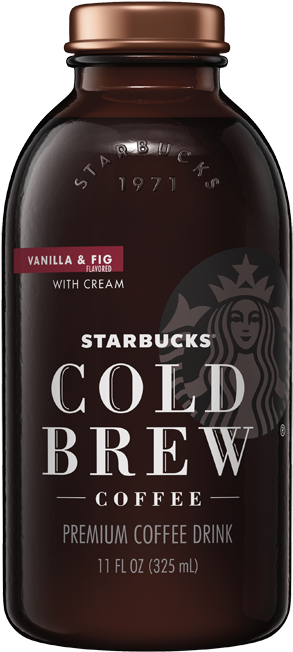 STARBUCKS
1971
VANILLA & FIG
FLAVORED
WITH CREAM
STARBUCKS®
COLD
BREW
COFFEE
PREMIUM COFFEE DRINK
11 FL OZ (325 mL)
®